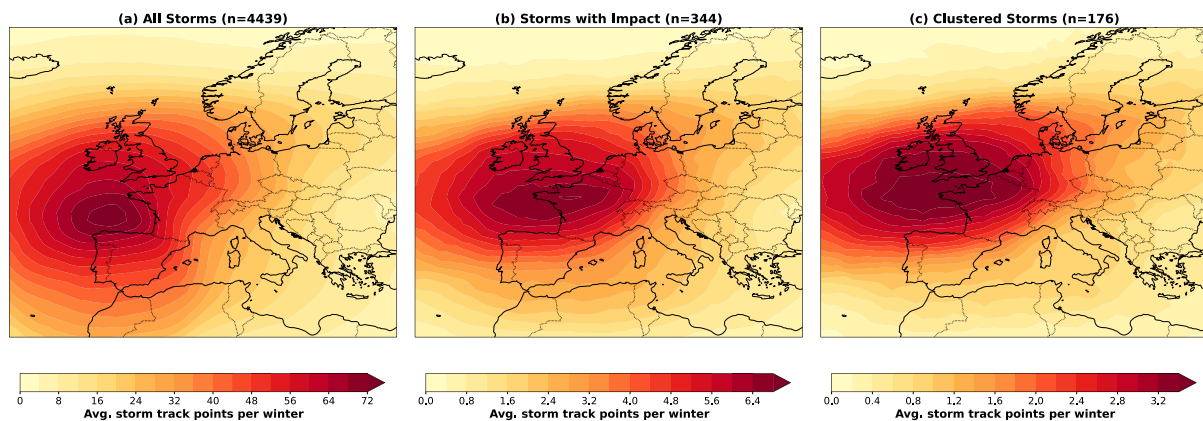 (a) All Storms (n=4439)
(b) Storms with Impact (n=344)
(c) Clustered Storms (n=176)
0 8 16 24 32 40 48 56 64 72
Avg. storm track points per winter
0.0 0.8 1.6 2.4 3.2 4.0 4.8 5.6 6.4
Avg. storm track points per winter
0.0 0.4 0.8 1.2 1.6 2.0 2.4 2.8 3.2
Avg. storm track points per winter